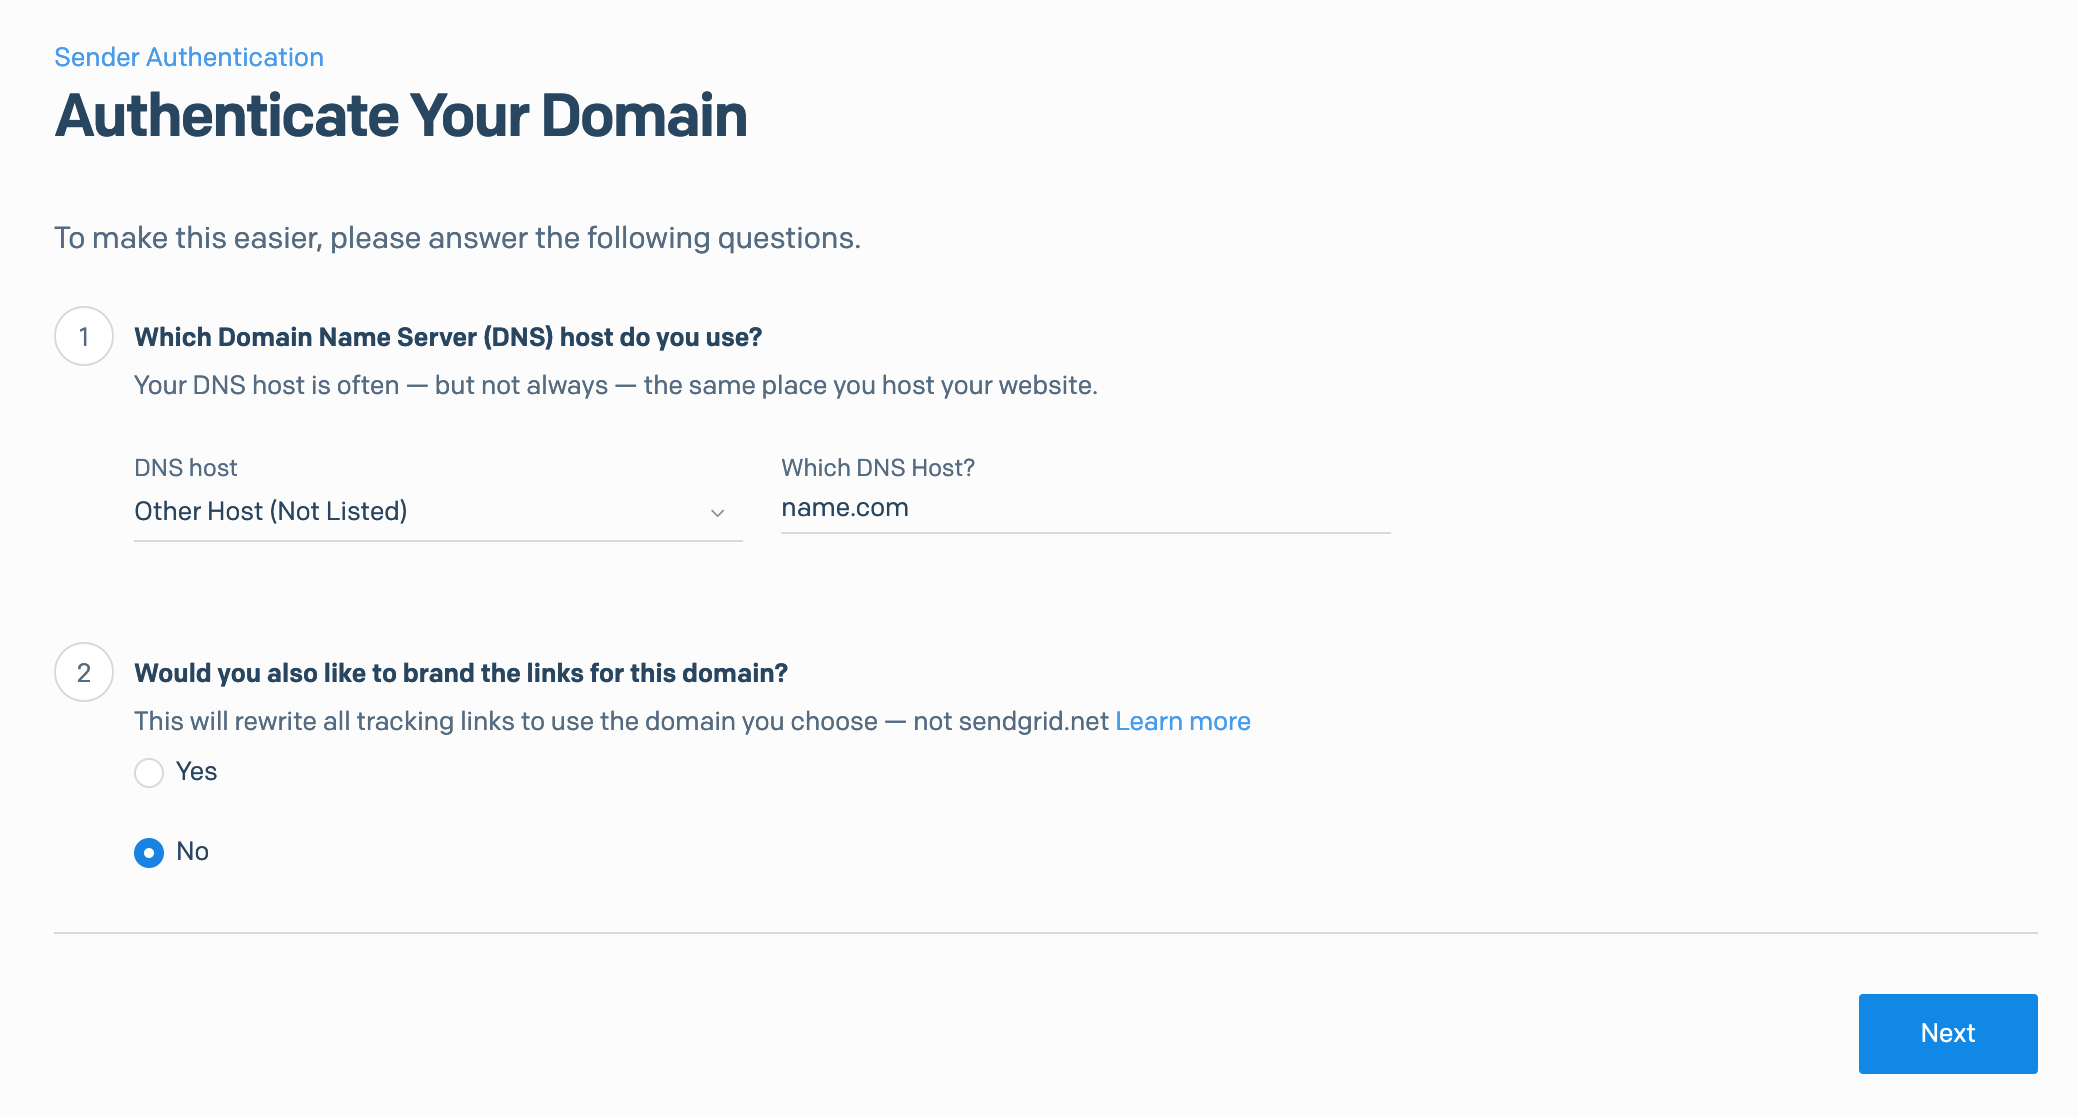 Sender Authentication
Authenticate Your Domain
To make this easier, please answer the following questions.
1
Which Domain Name Server (DNS) host do you use?
Your DNS host is often — but not always — the same place you host your website.
DNS host
Other Host (Not Listed)
Which DNS Host?
name.com
2
Would you also like to brand the links for this domain?
This will rewrite all tracking links to use the domain you choose — not sendgrid.net Learn more
Yes
No
Next